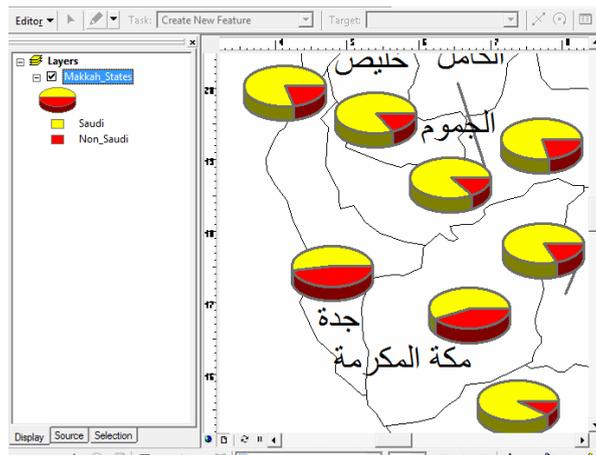 Editor
Task: Create New Feature
Target:
Layers
Makkah_States
Saudi
Non_Saudi
Display Source Selection
خليص
الكامل
الجموم
جدة
مكة المكرمة